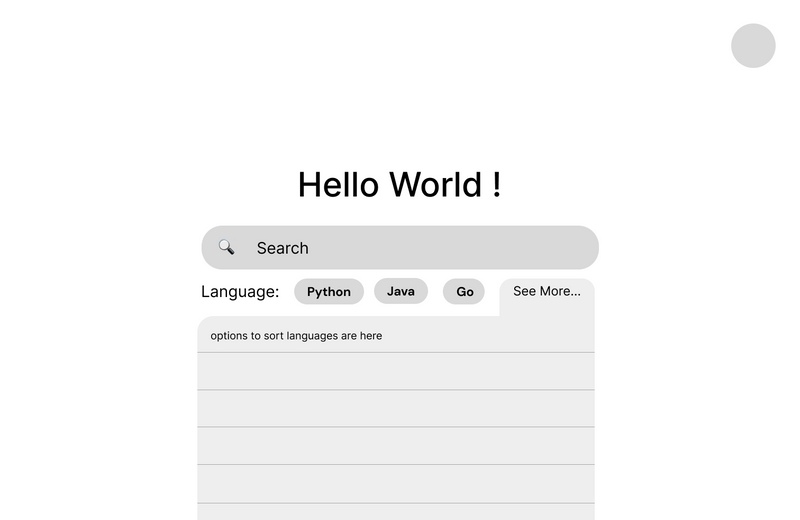 Hello World !
Search
Language: Python Java Go See More...
options to sort languages are here